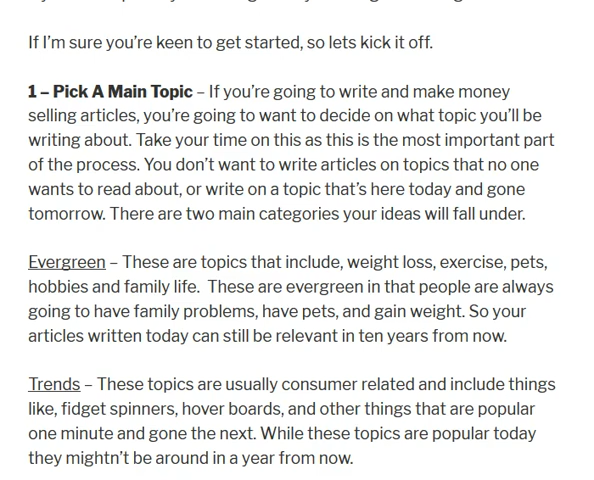 If I'm sure you're keen to get started, so lets kick it off.
1 – Pick A Main Topic – If you're going to write and make money
selling articles, you're going to want to decide on what topic you'll be
writing about. Take your time on this as this is the most important part
of the process. You don't want to write articles on topics that no one
wants to read about, or write on a topic that's here today and gone
tomorrow. There are two main categories your ideas will fall under.
Evergreen – These are topics that include, weight loss, exercise, pets,
hobbies and family life.  These are evergreen in that people are always
going to have family problems, have pets, and gain weight. So your
articles written today can still be relevant in ten years from now.
Trends – These topics are usually consumer related and include things
like, fidget spinners, hover boards, and other things that are popular
one minute and gone the next. While these topics are popular today
they mightn't be around in a year from now.